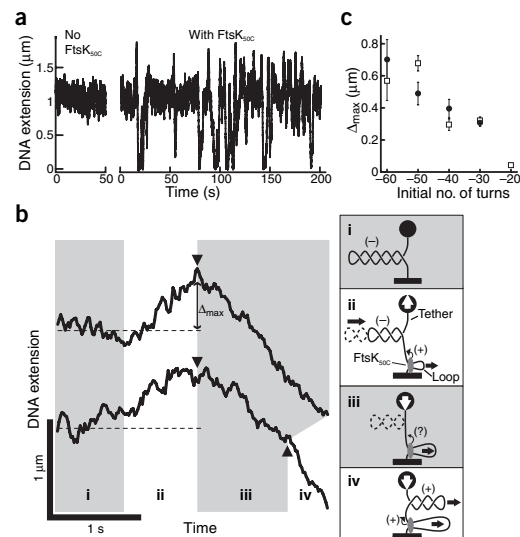 a
No
FtsK50C
With FtsK50C
DNA extension (μm)
1.5
1
0.5
0
0
50
0
50
100
150
200
Time (s)
c
Δmax (μm)
0.8
0.6
0.4
0.2
0
–60
–50
–40
–30
–20
Initial no. of turns
b
DNA extension
1 μm
Δmax
i
ii
iii
iv
1 s
Time
i
(–)
ii
(–)
Tether
(+)
FtsK50C
Loop
iii
(?)
iv
(+)
(+)